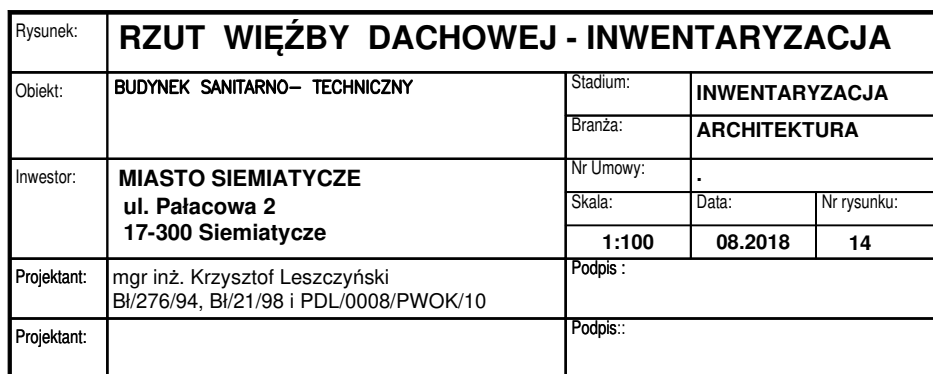 Rysunek: RZUT WIĘŹBY DACHOWEJ - INWENTARYZACJA
Obiekt: BUDYNEK SANITARNO– TECHNICZNY
Stadium: INWENTARYZACJA
Branża: ARCHITEKTURA
Inwestor: MIASTO SIEMIATYCZE
ul. Pałacowa 2
17-300 Siemiatycze
Nr Umowy: .
Skala: Data: Nr rysunku:
1:100 08.2018 14
Projektant: mgr inż. Krzysztof Leszczyński
Bł/276/94, Bł/21/98 i PDL/0008/PWOK/10
Podpis :
Projektant:
Podpis::